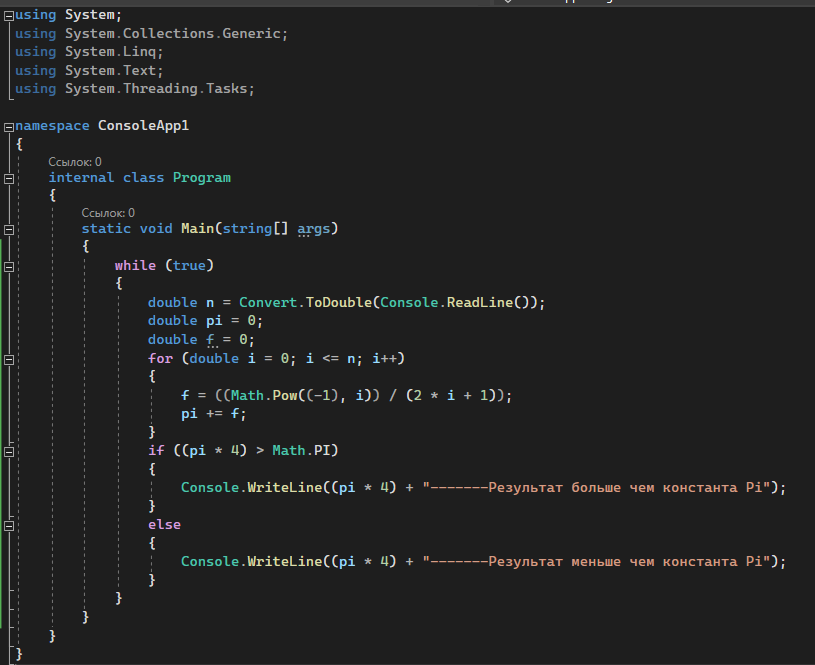 using System;
using System.Collections.Generic;
using System.Linq;
using System.Text;
using System.Threading.Tasks;
namespace ConsoleApp1
{
Ссылок: 0
internal class Program
{
Ссылок: 0
static void Main(string[] args)
{
while (true)
{
double n = Convert.ToDouble(Console.ReadLine());
double pi = 0;
double f = 0;
for (double i = 0; i <= n; i++)
{
f = ((Math.Pow((-1), i)) / (2 * i + 1));
pi += f;
}
if ((pi * 4) > Math.PI)
{
Console.WriteLine((pi * 4) + "-------Результат больше чем константа Pi");
}
else
{
Console.WriteLine((pi * 4) + "-------Результат меньше чем константа Pi");
}
}
}
}
}